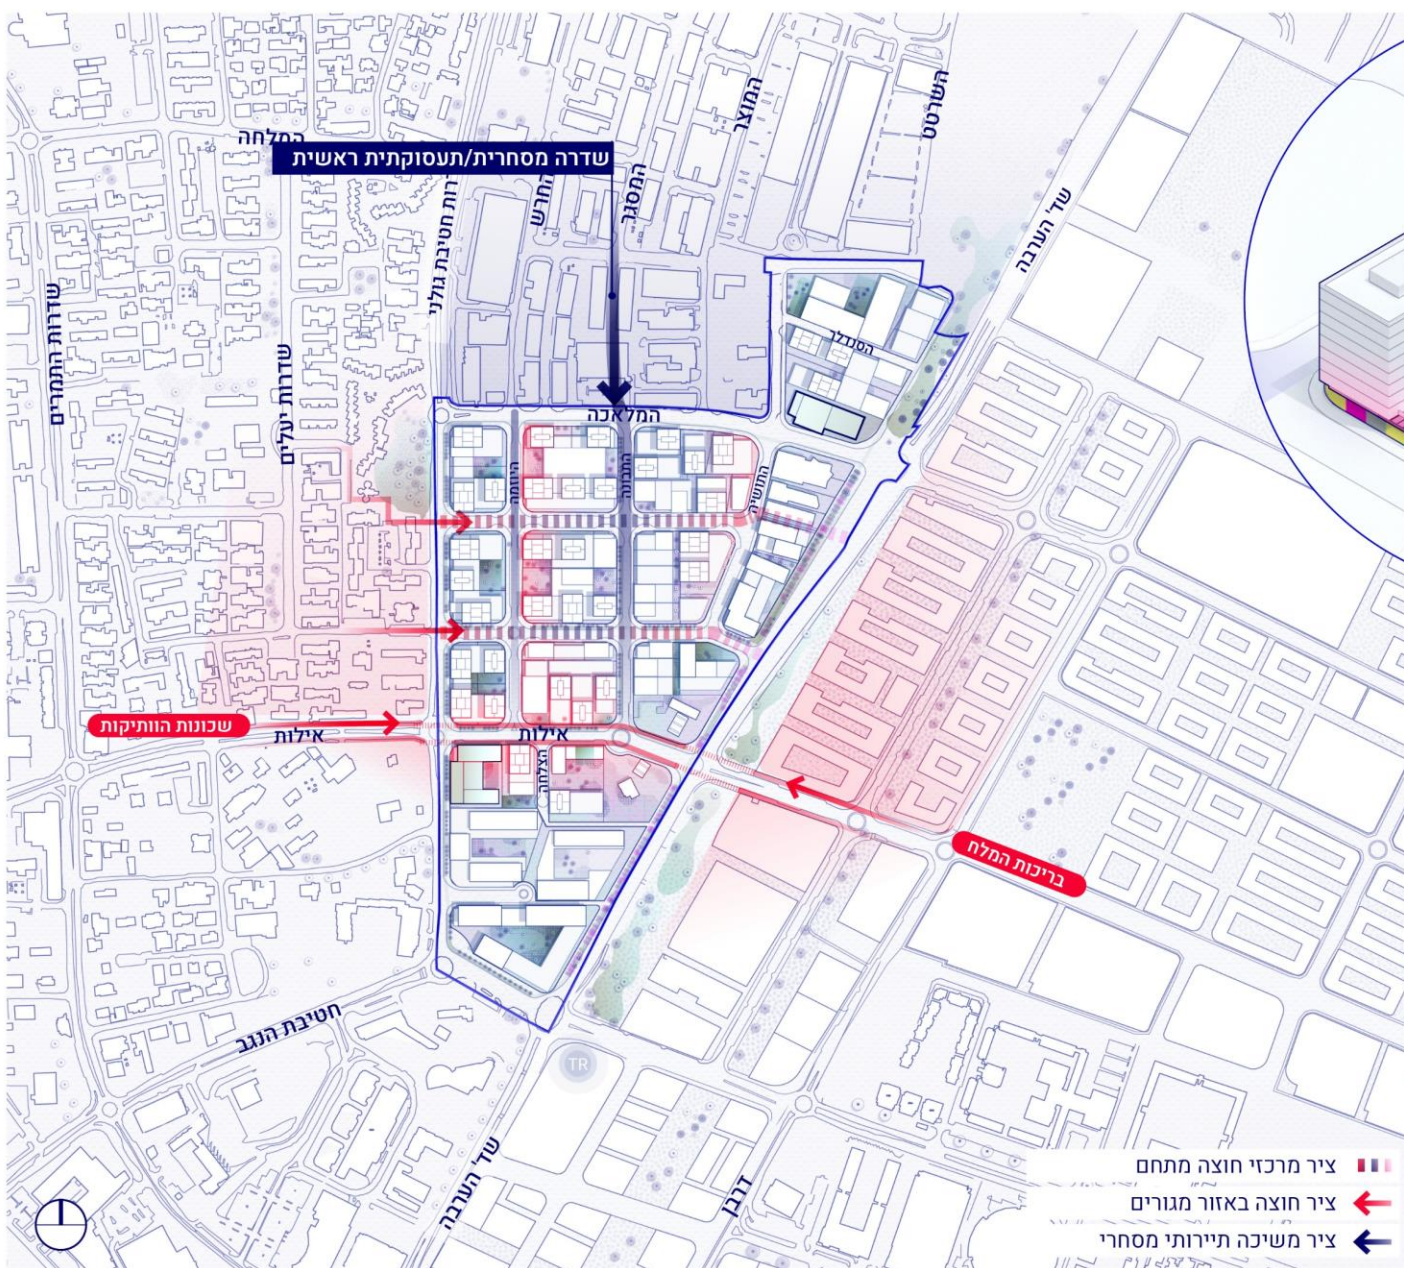 השרטט
המוצר
המלחה
שדרה מסחרית/תעסוקתית ראשית
החרש
המסגר
שדרות חטיבת גולני
שד' הערבה
שדרות התמרים
שדרות יעלים
הסנדלר
המלאכה
היוזמה
התבונה
התושיה
שכונות הוותיקות
אילות
אילות
הצלחה
בריכות המלח
חטיבת הנגב
TR
שד' הערבה
דרבן
ציר מרכזי חוצה מתחם
ציר חוצה באזור מגורים
ציר משיכה תיירותי מסחרי